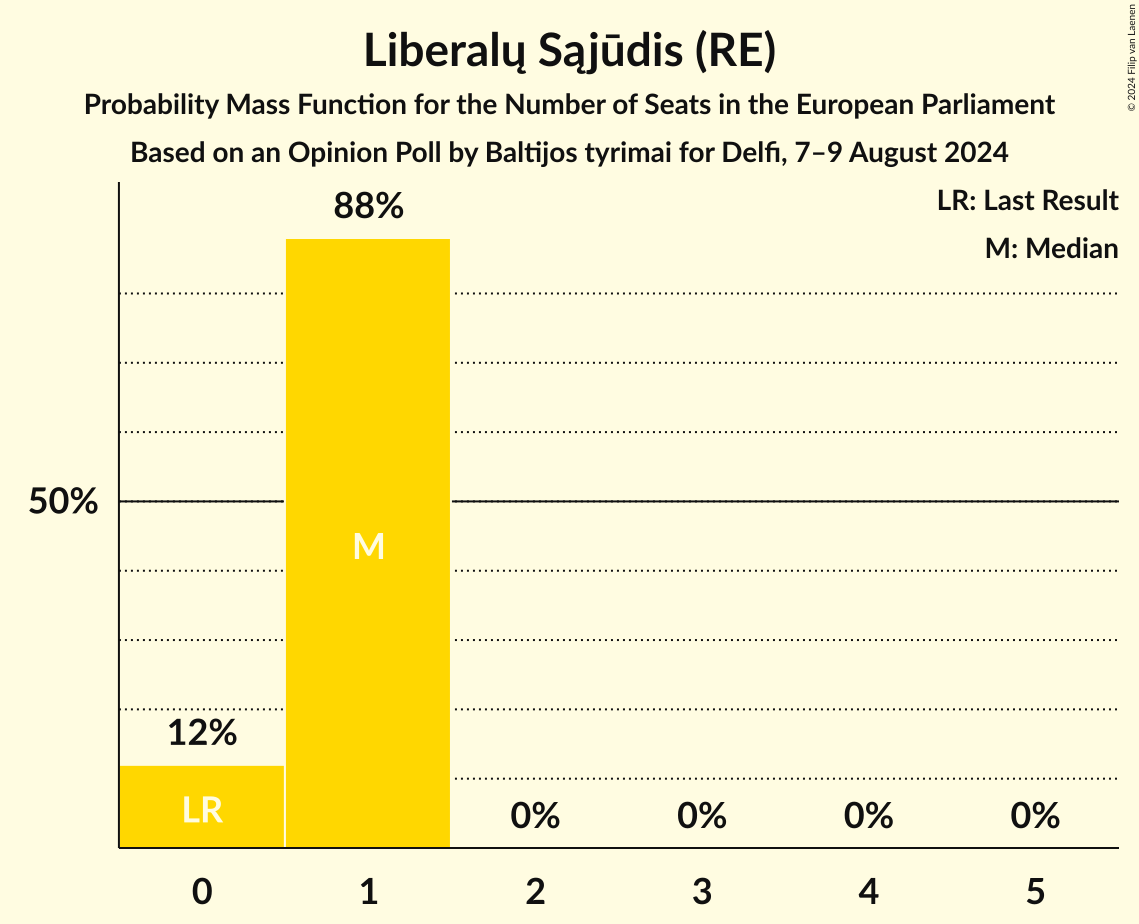 Liberalų Sąjūdis (RE)
Probability Mass Function for the Number of Seats in the European Parliament
Based on an Opinion Poll by Baltijos tyrimai for Delfi, 7–9 August 2024
© 2024 Filip van Laenen
LR: Last Result
M: Median
88%
50%
M
12%
LR
0%
0%
0%
0%
0
1
2
3
4
5